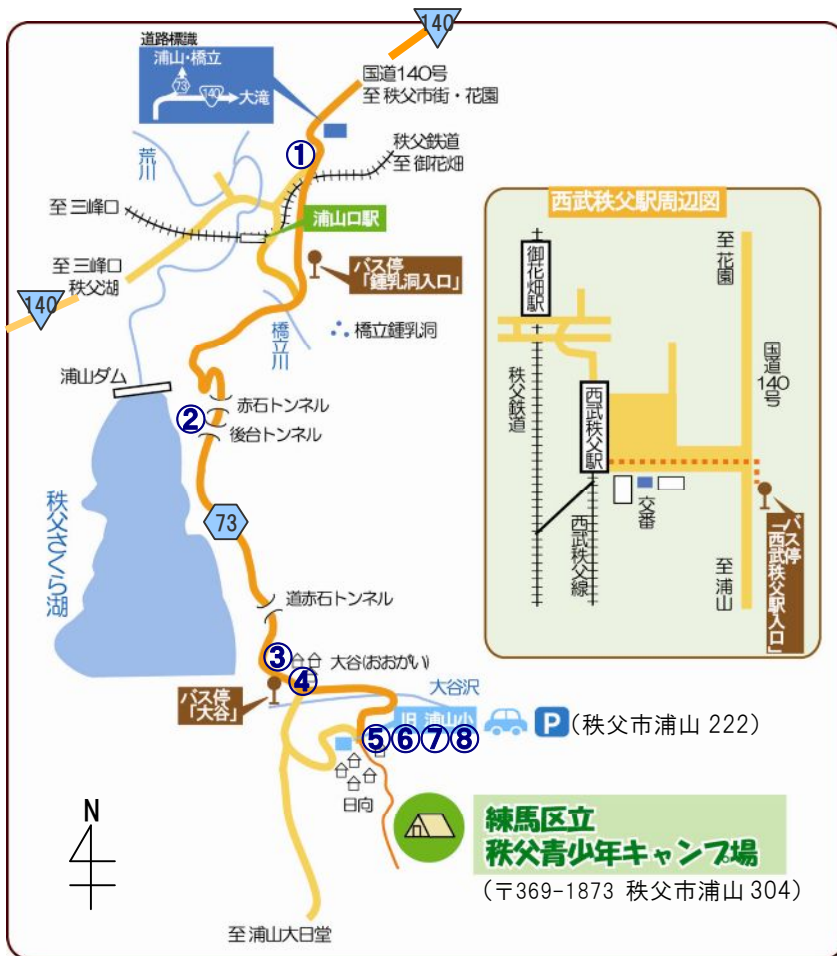 140
道路標識
浦山・橋立
73
140
大滝
国道140号
至 秩父市街・花園
①
秩父鉄道
至 御花畑
荒川
至 三峰口
浦山口駅
至 三峰口
秩父湖
140
バス停
「鍾乳洞入口」
橋立川
橋立鍾乳洞
浦山ダム
②
赤石トンネル
後台トンネル
秩父さくら湖
73
道赤石トンネル
③
大谷(おおがい)
④
バス停
「大谷」
大谷沢
旧 浦山小
P
(秩父市浦山 222)
⑤⑥⑦⑧
日向
練馬区立
秩父青少年キャンプ場
(〒369-1873 秩父市浦山 304)
N
至 浦山大日堂
西武秩父駅周辺図
御花畑駅
至 花園
国道140号
秩父鉄道
西武秩父駅
交番
西武秩父線
至 浦山
バス停
「西武秩父駅入口」